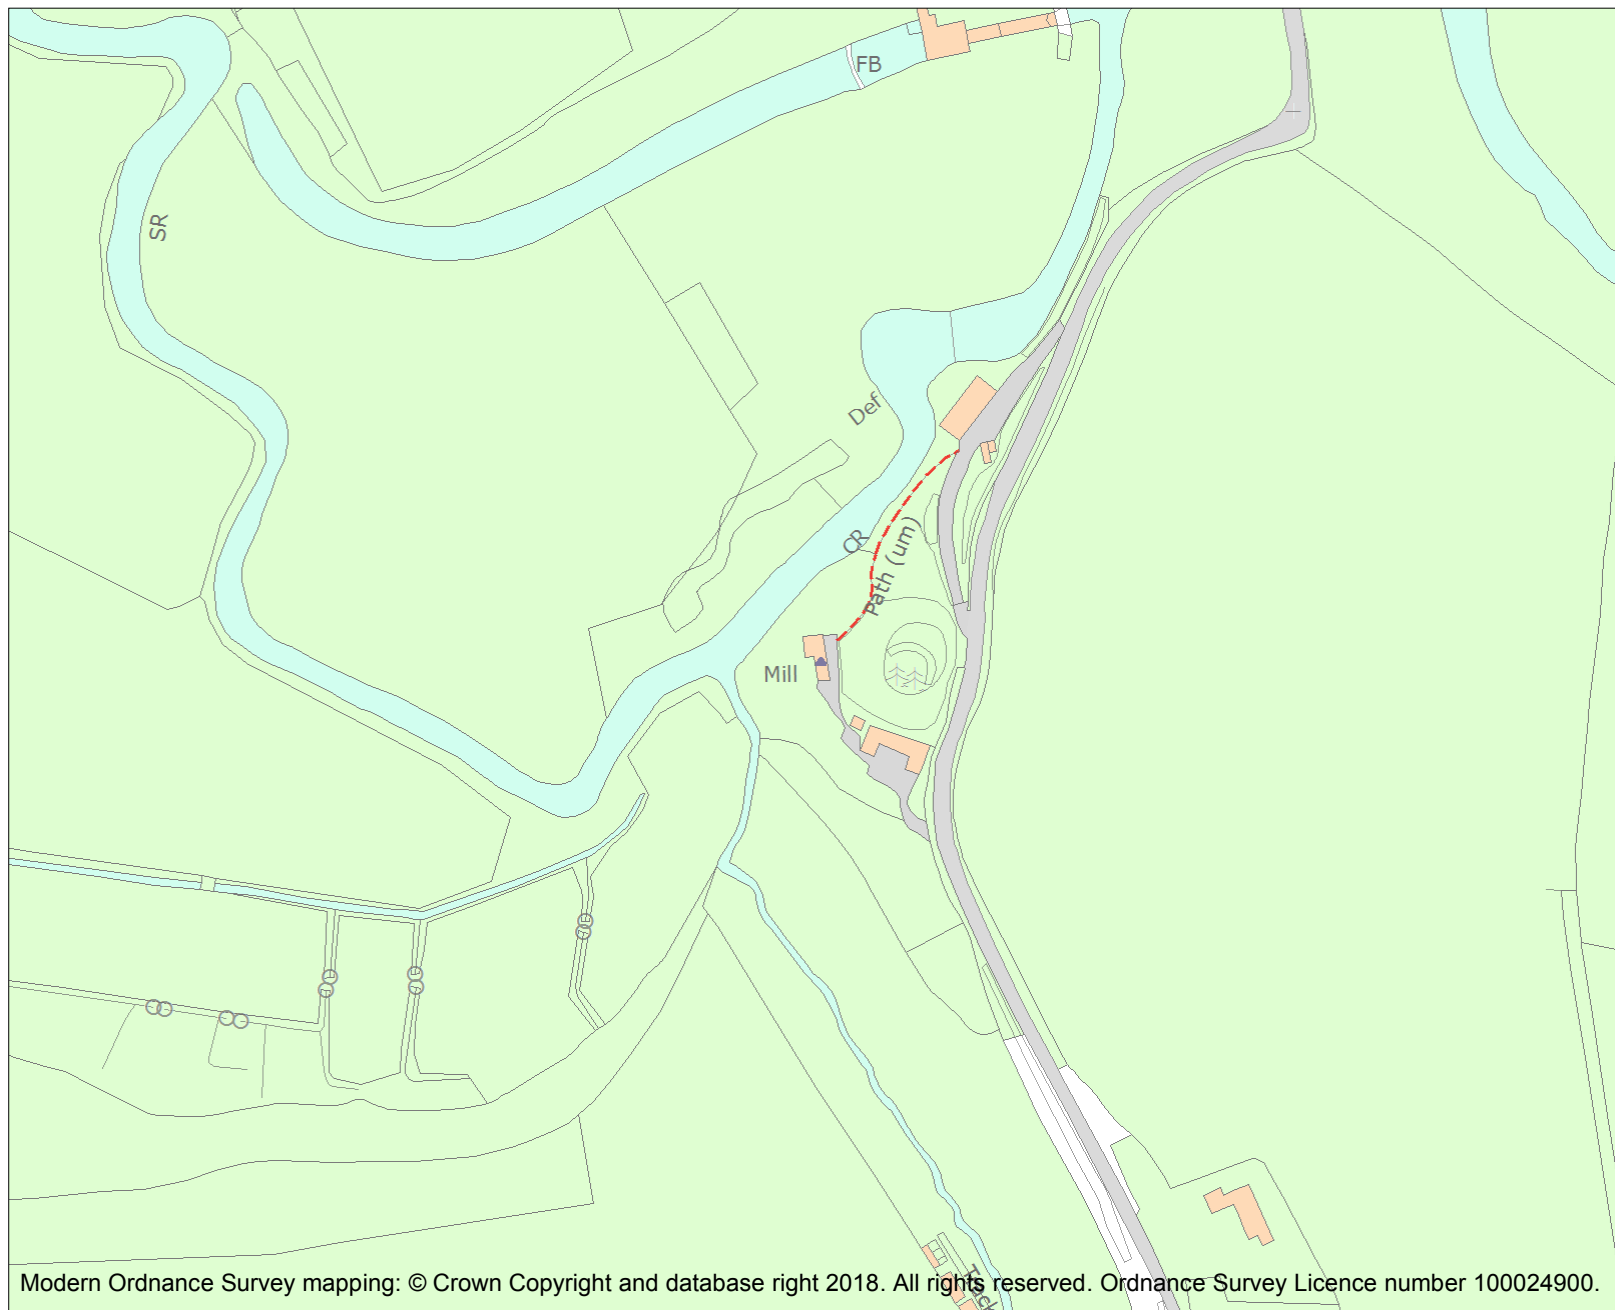 FB
SR
Def
CR
Path (um)
Mill
Modern Ordnance Survey mapping: © Crown Copyright and database right 2018. All rights reserved. Ordnance Survey Licence number 100024900.